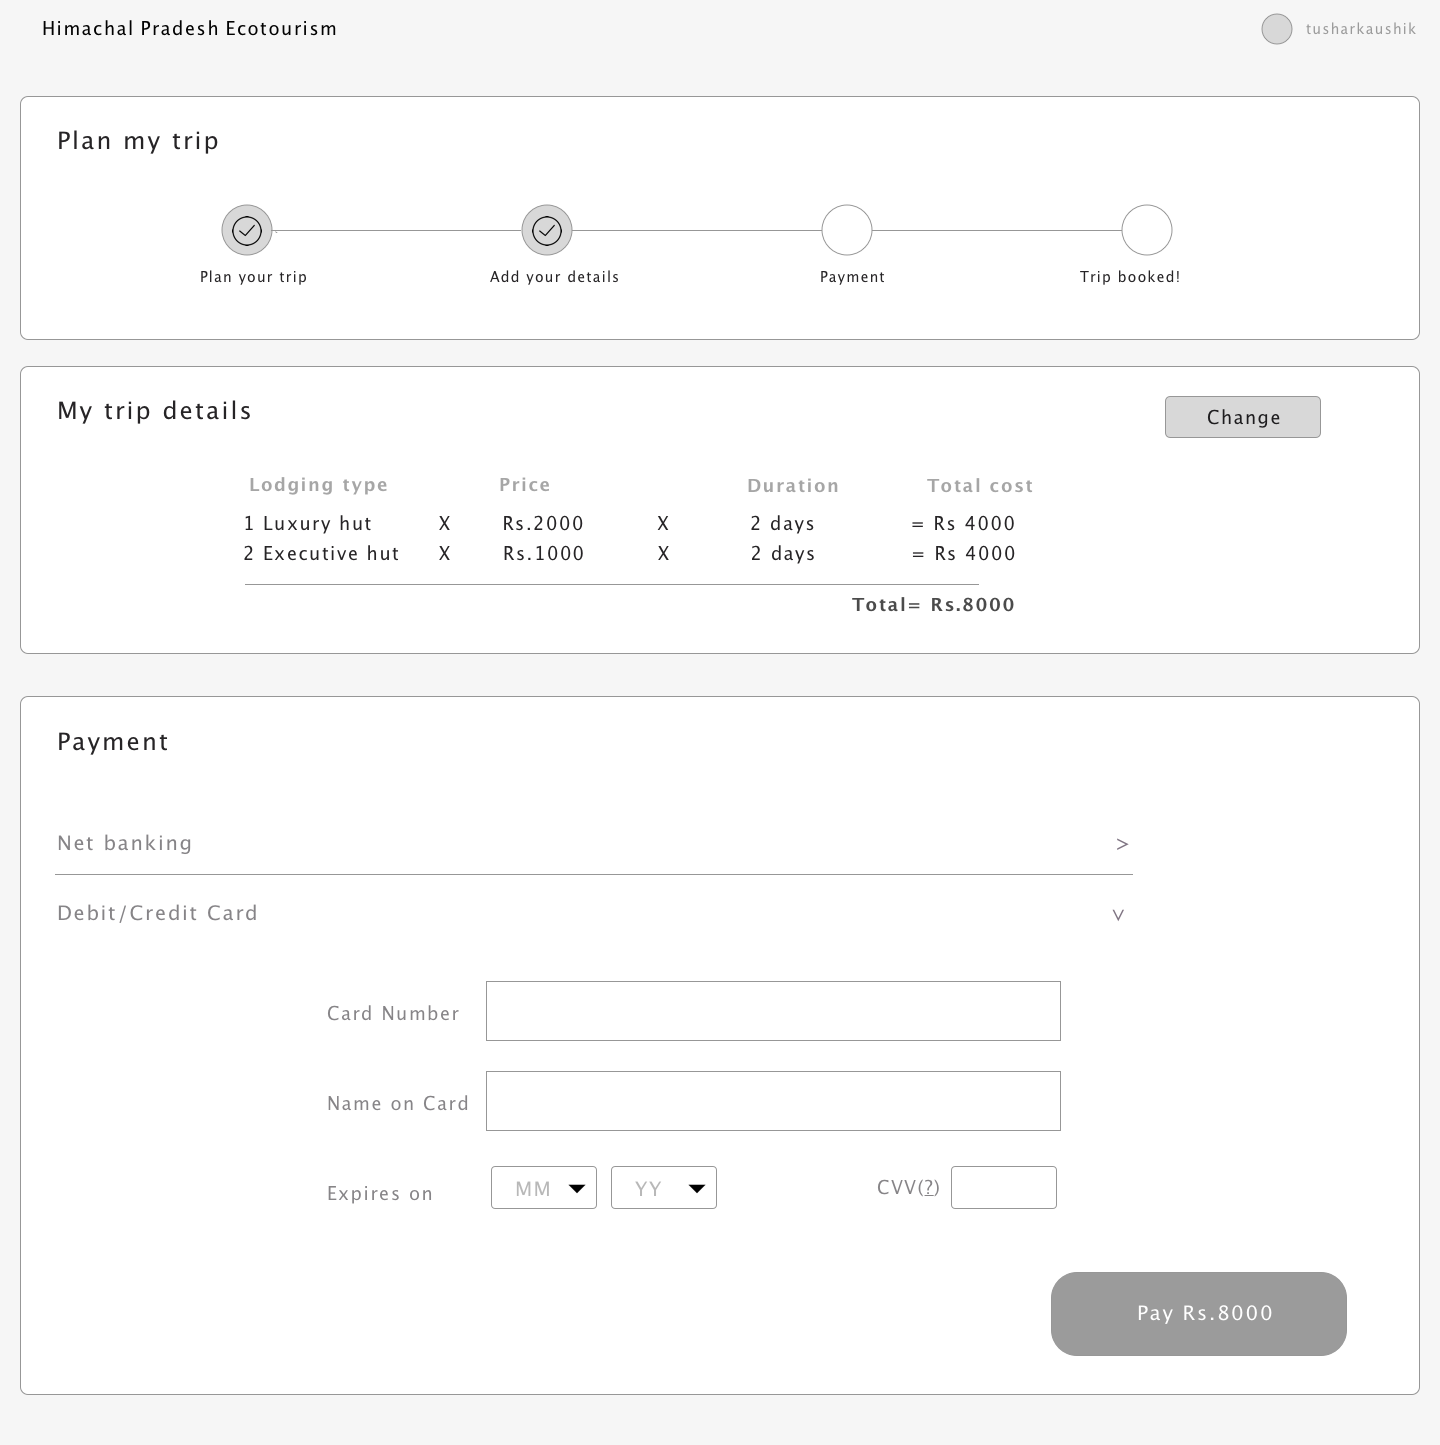 Himachal Pradesh Ecotourism tusharkaushik
Plan my trip
Plan your trip Add your details Payment Trip booked!
My trip details Change
Lodging type Price Duration Total cost
1 Luxury hut X Rs.2000 X 2 days = Rs 4000
2 Executive hut X Rs.1000 X 2 days = Rs 4000
Total= Rs.8000
Payment
Net banking >
Debit/Credit Card >
Card Number
Name on Card
Expires on MM YY CVV(?)
Pay Rs.8000